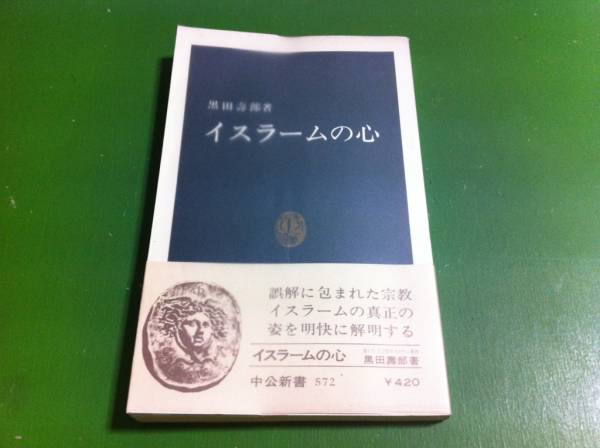 黒田壽郎著
イスラームの心
誤解に包まれた宗教
イスラームの真正の
姿を明快に解明する
イスラームの心
黒田壽郎著
中公新書 572
￥420